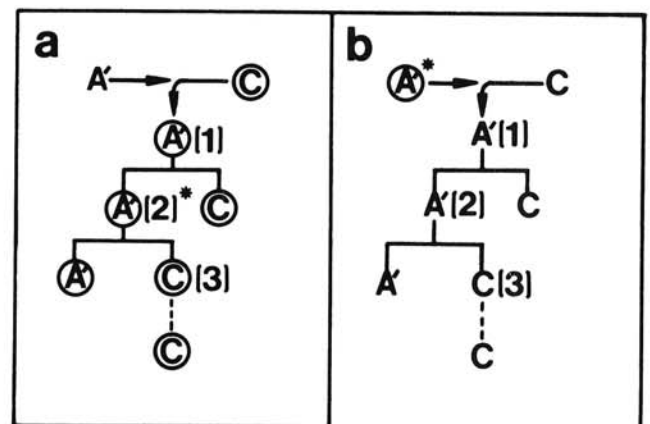 a
A' C
A'(1)
A'(2)* C
A' C(3)
C
b
A'* C
A'(1)
A'(2) C
A' C(3)
C